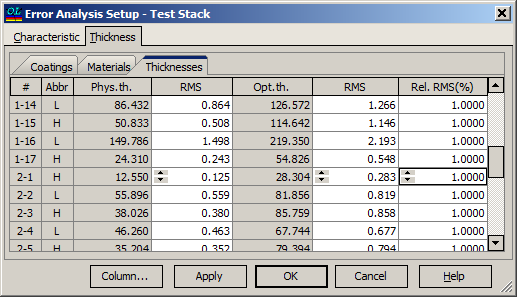 OL Error Analysis Setup - Test Stack
Characteristic Thickness
Coatings Materials Thicknesses
# Abbr Phys.th. RMS Opt.th. RMS Rel. RMS(%)
1-14 L 86.432 0.864 126.572 1.266 1.0000
1-15 H 50.833 0.508 114.642 1.146 1.0000
1-16 L 149.786 1.498 219.350 2.193 1.0000
1-17 H 24.310 0.243 54.826 0.548 1.0000
2-1 H 12.550 0.125 28.304 0.283 1.0000
2-2 L 55.896 0.559 81.856 0.819 1.0000
2-3 H 38.026 0.380 85.759 0.858 1.0000
2-4 L 46.260 0.463 67.744 0.677 1.0000
2-5 H 35.204 0.352 79.394 0.794 1.0000
Column... Apply OK Cancel Help